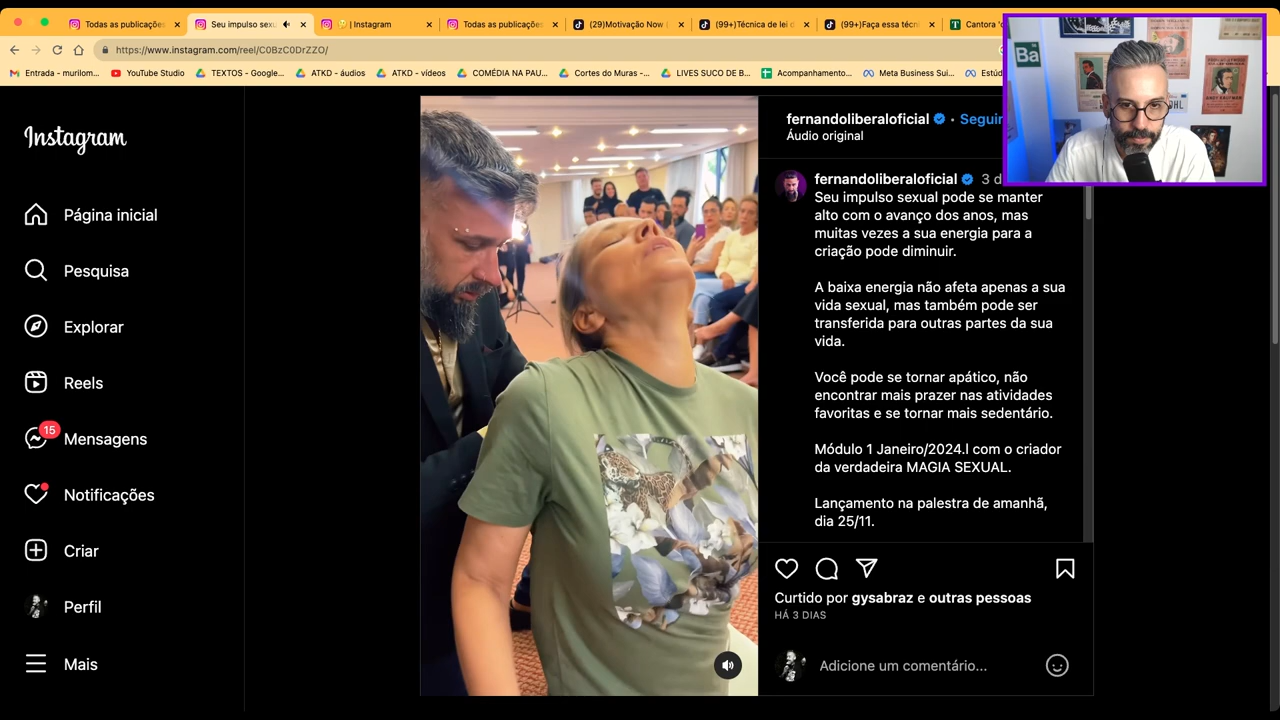 Todas as publicações
Seu impulso sexu
| Instagram
Todas as publicações
(29)Motivação Now |
(99+)Técnica de lei d
(99+)Faça essa técni
Cantora "c
https://www.instagram.com/reel/C0BzC0DrZZO/
Entrada - murilom...
YouTube Studio
TEXTOS - Google...
ATKD - áudios
ATKD - vídeos
COMÉDIA NA PAU...
Cortes do Muras -...
LIVES SUCO DE B...
Acompanhamento...
Meta Business Sui...
Estúd
Ba
Instagram
Página inicial
Pesquisa
Explorar
Reels
15
Mensagens
Notificações
Criar
Perfil
Mais
fernandoliberaloficial • Seguir
Áudio original
fernandoliberaloficial 3 d
Seu impulso sexual pode se manter
alto com o avanço dos anos, mas
muitas vezes a sua energia para a
criação pode diminuir.
A baixa energia não afeta apenas a sua
vida sexual, mas também pode ser
transferida para outras partes da sua
vida.
Você pode se tornar apático, não
encontrar mais prazer nas atividades
favoritas e se tornar mais sedentário.
Módulo 1 Janeiro/2024.l com o criador
da verdadeira MAGIA SEXUAL.
Lançamento na palestra de amanhã,
dia 25/11.
Curtido por gysabraz e outras pessoas
HÁ 3 DIAS
Adicione um comentário...